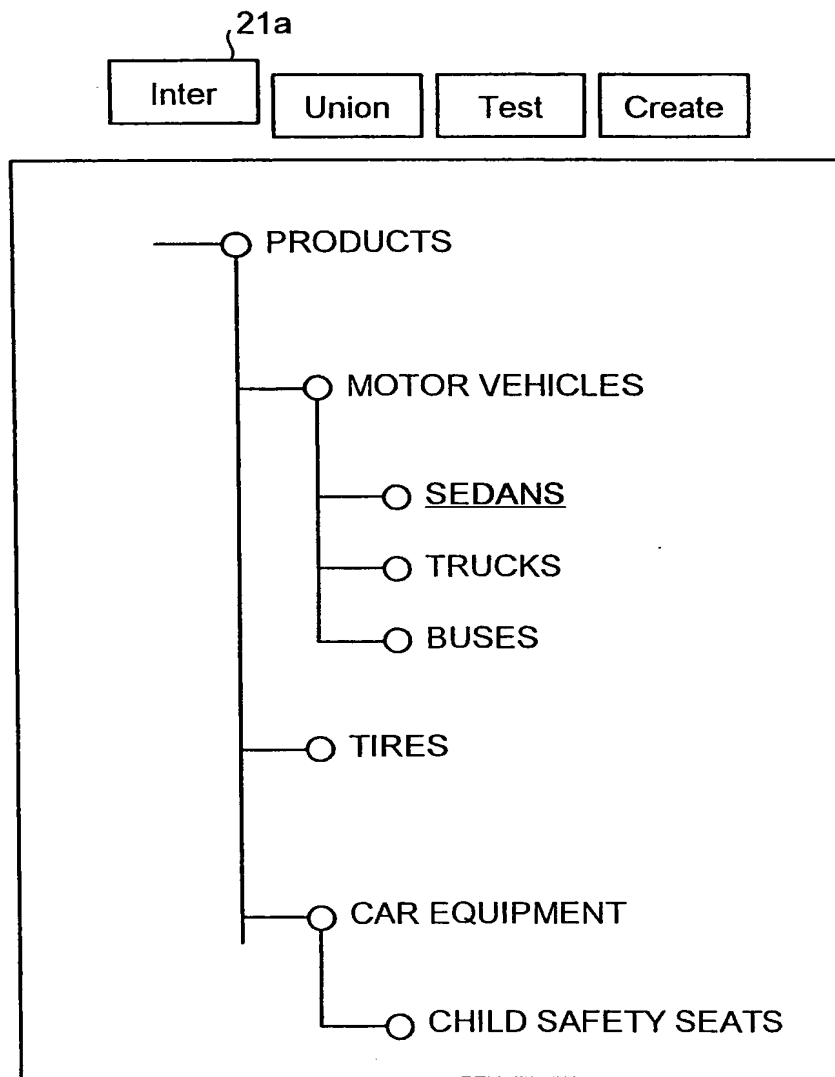 21a
Inter Union Test Create
PRODUCTS
MOTOR VEHICLES
SEDANS
TRUCKS
BUSES
TIRES
CAR EQUIPMENT
CHILD SAFETY SEATS